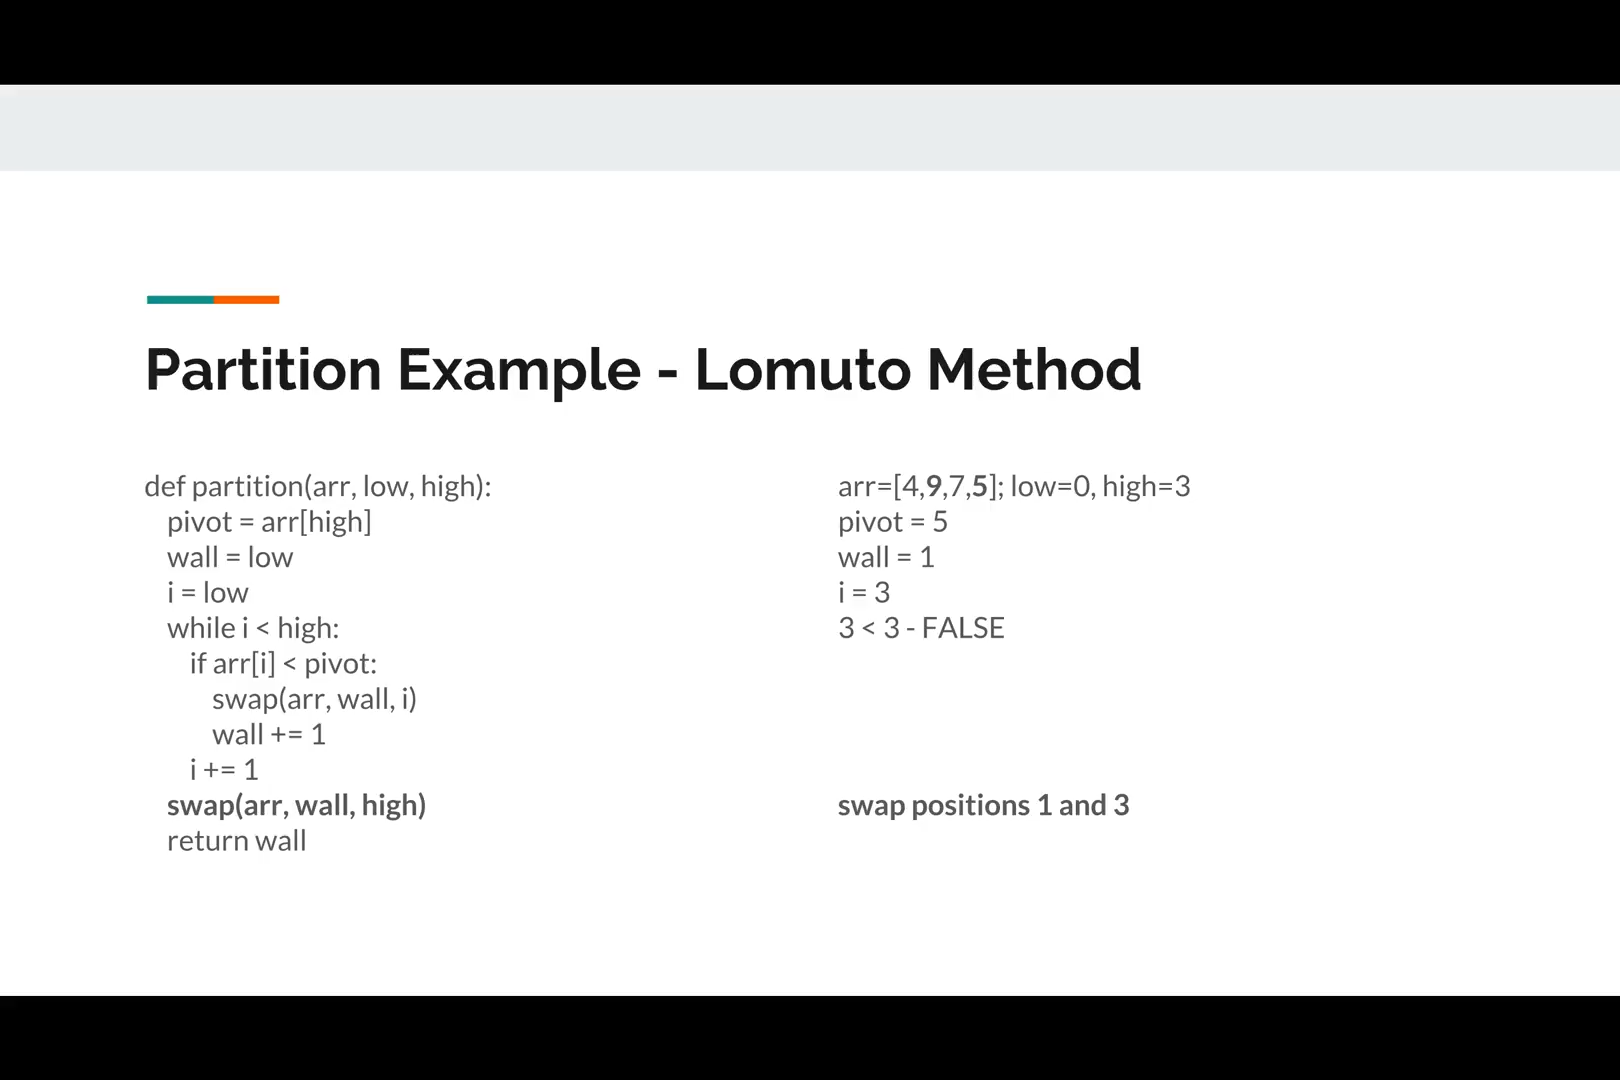 Partition Example - Lomuto Method
def partition(arr, low, high):
pivot = arr[high]
wall = low
i = low
while i < high:
if arr[i] < pivot:
swap(arr, wall, i)
wall += 1
i += 1
swap(arr, wall, high)
return wall
arr=[4,9,7,5]; low=0, high=3
pivot = 5
wall = 1
i = 3
3 < 3 - FALSE
swap positions 1 and 3